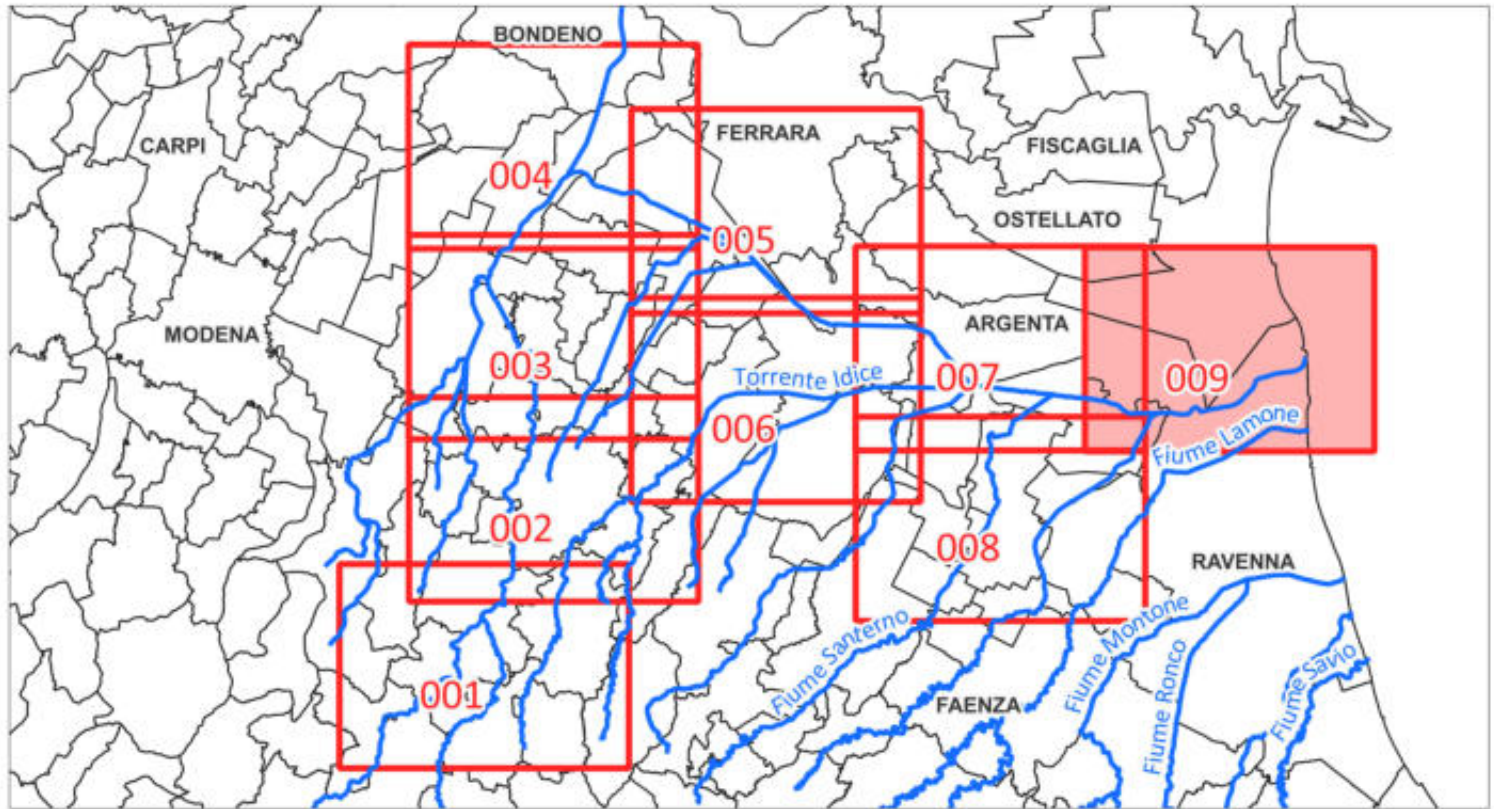 BONDENO
FERRARA
CARPI
FISCAGLIA
004
OSTELLATO
005
ARGENTA
MODENA
003
Torrente Idice
007
009
006
Fiume Lamone
002
008
RAVENNA
Fiume Santerno
Fiume Montone
Fiume Ronco
Fiume Savio
001
FAENZA